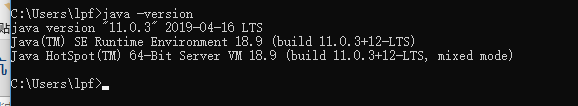 C:\Users\lpf>java -version
java version "11.0.3" 2019-04-16 LTS
Java(TM) SE Runtime Environment 18.9 (build 11.0.3+12-LTS)
Java HotSpot(TM) 64-Bit Server VM 18.9 (build 11.0.3+12-LTS, mixed mode)
C:\Users\lpf>